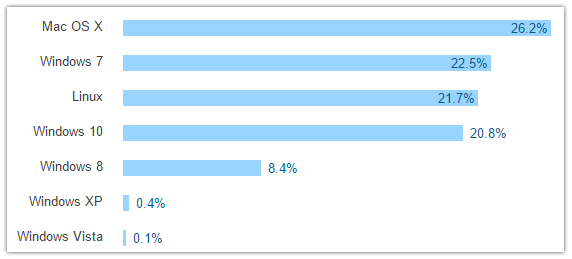 Mac OS X 26.2%
Windows 7 22.5%
Linux 21.7%
Windows 10 20.8%
Windows 8 8.4%
Windows XP 0.4%
Windows Vista 0.1%